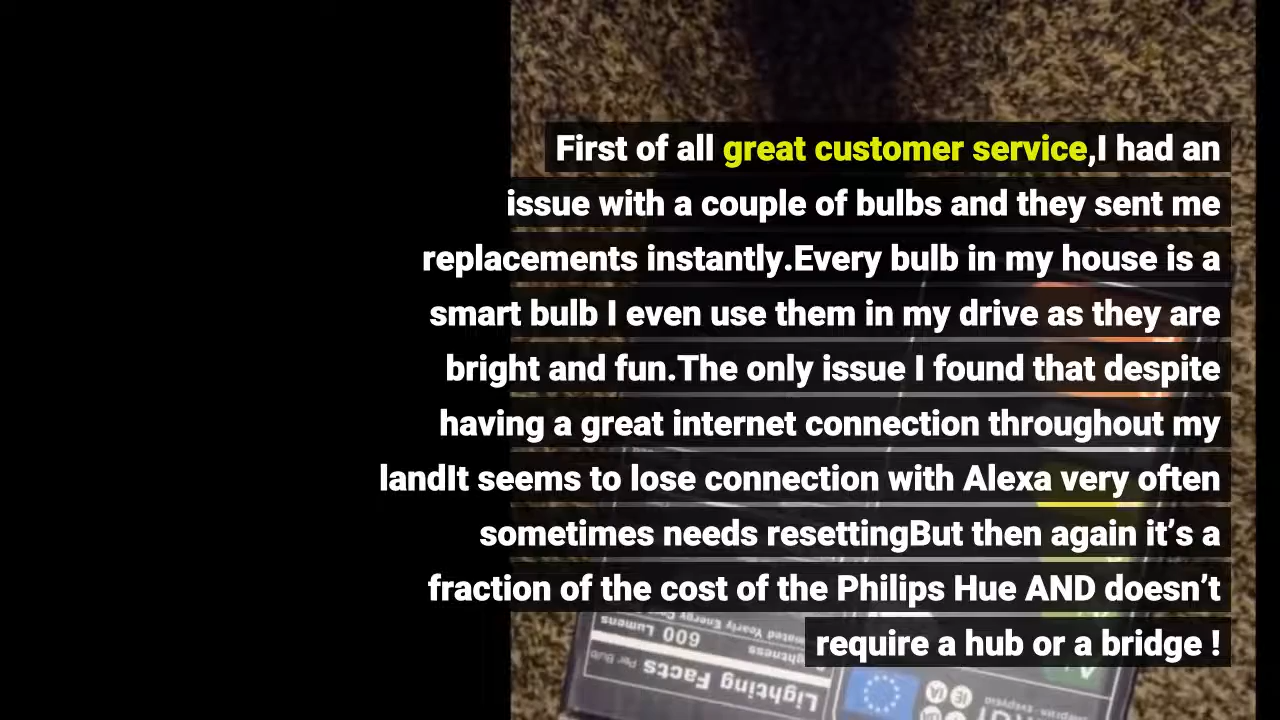 First of all great customer service,I had an
issue with a couple of bulbs and they sent me
replacements instantly.Every bulb in my house is a
smart bulb I even use them in my drive as they are
bright and fun.The only issue I found that despite
having a great internet connection throughout my
landIt seems to lose connection with Alexa very often
sometimes needs resettingBut then again it’s a
fraction of the cost of the Philips Hue AND doesn’t
require a hub or a bridge !
Lighting Facts Per Bulb
600
Lumens
Yearly Energy